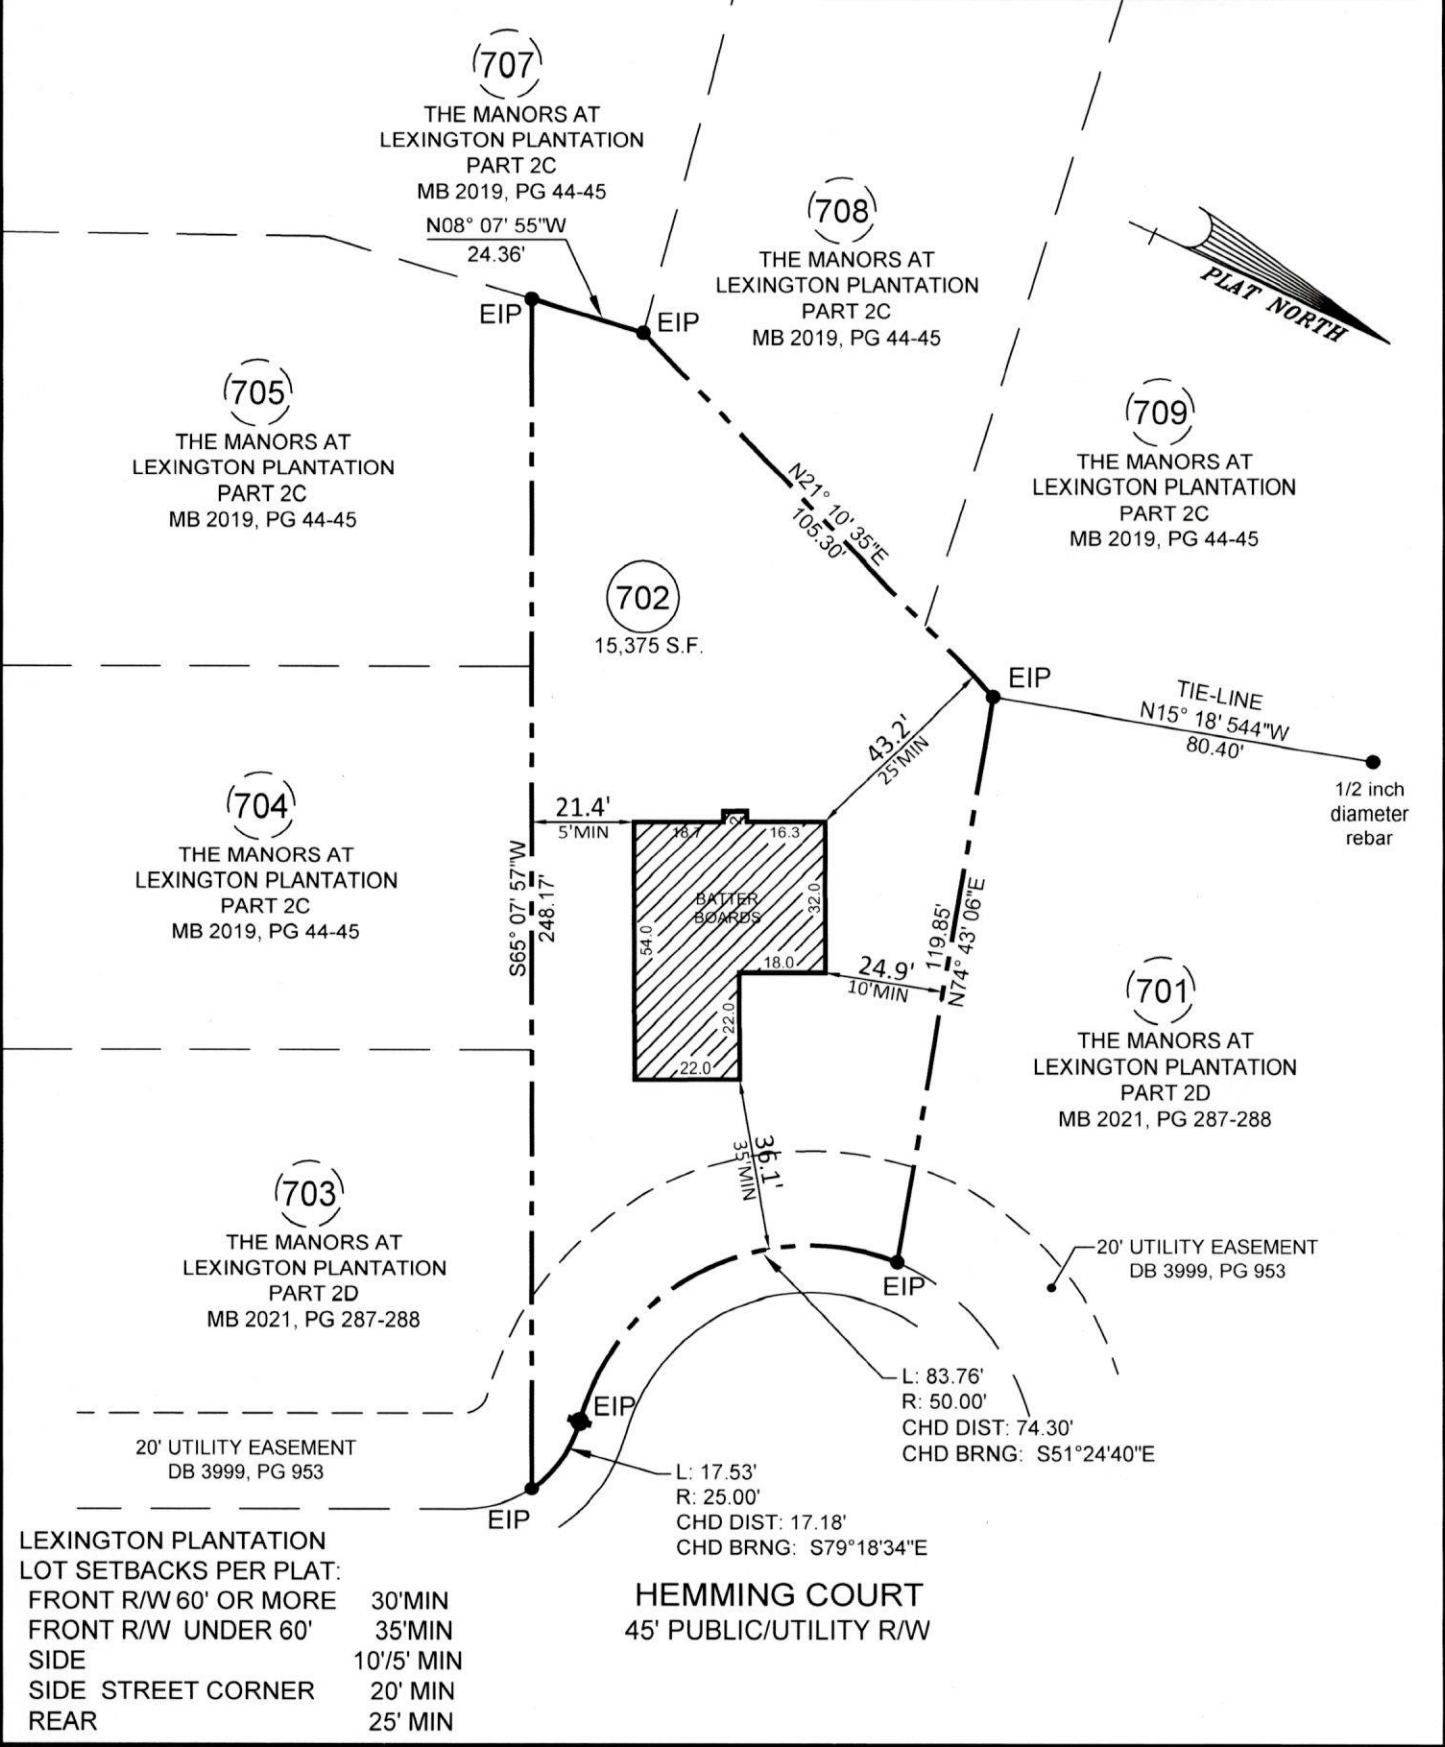 707
THE MANORS AT
LEXINGTON PLANTATION
PART 2C
MB 2019, PG 44-45
N08° 07' 55"W
24.36'
708
THE MANORS AT
LEXINGTON PLANTATION
PART 2C
MB 2019, PG 44-45
PLAT NORTH
EIP
EIP
705
THE MANORS AT
LEXINGTON PLANTATION
PART 2C
MB 2019, PG 44-45
709
THE MANORS AT
LEXINGTON PLANTATION
PART 2C
MB 2019, PG 44-45
N21° 10' 35"E
105.30'
702
15,375 S.F.
EIP
TIE-LINE
N15° 18' 544"W
80.40'
1/2 inch
diameter
rebar
43.2'
25'MIN
704
THE MANORS AT
LEXINGTON PLANTATION
PART 2C
MB 2019, PG 44-45
21.4'
5'MIN
18.7
2
16.3
BATTER
BOARDS
32.0
54.0
18.0
22.0
22.0
S65° 07' 57"W
248.17'
24.9'
10'MIN
119.85'
N74° 43' 06"E
701
THE MANORS AT
LEXINGTON PLANTATION
PART 2D
MB 2021, PG 287-288
36.1'
35'MIN
703
THE MANORS AT
LEXINGTON PLANTATION
PART 2D
MB 2021, PG 287-288
20' UTILITY EASEMENT
DB 3999, PG 953
EIP
L: 83.76'
R: 50.00'
CHD DIST: 74.30'
CHD BRNG: S51°24'40"E
EIP
20' UTILITY EASEMENT
DB 3999, PG 953
L: 17.53'
R: 25.00'
CHD DIST: 17.18'
CHD BRNG: S79°18'34"E
EIP
HEMMING COURT
45' PUBLIC/UTILITY R/W
LEXINGTON PLANTATION
LOT SETBACKS PER PLAT:
FRONT R/W 60' OR MORE 30'MIN
FRONT R/W UNDER 60' 35'MIN
SIDE 10'/5' MIN
SIDE STREET CORNER 20' MIN
REAR 25' MIN